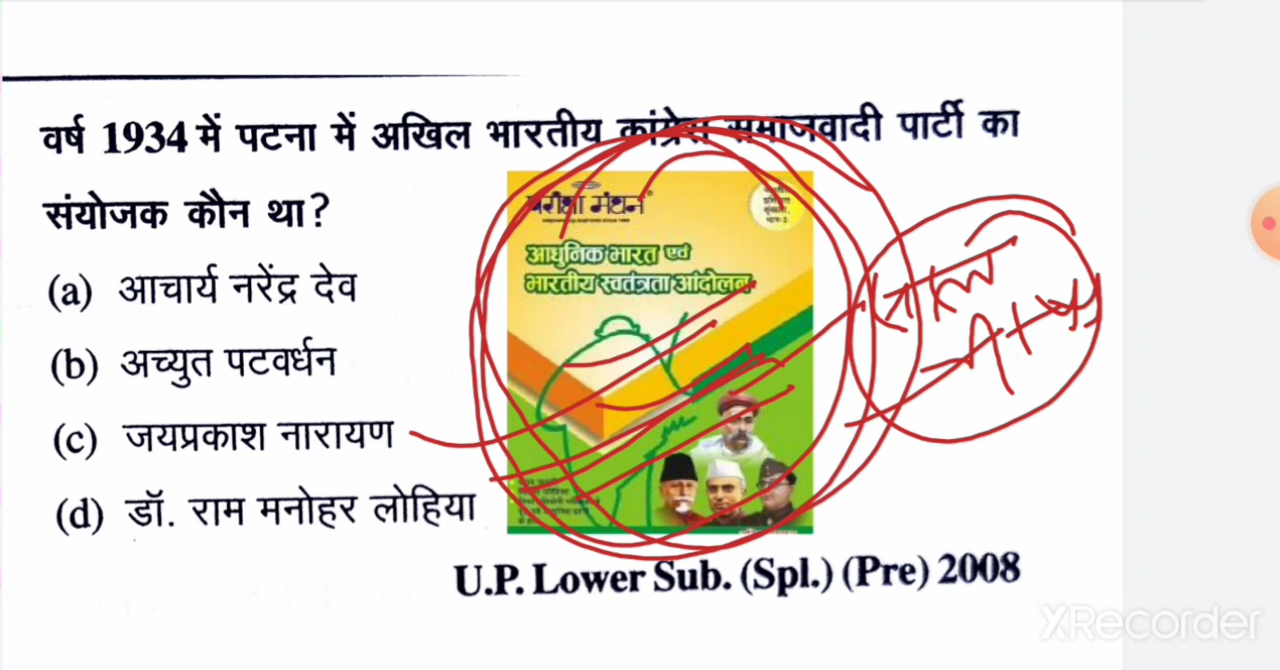 वर्ष 1934 में पटना में अखिल भारतीय कांग्रेस समाजवादी पार्टी का
संयोजक कौन था?
(a) आचार्य नरेंद्र देव
(b) अच्युत पटवर्धन
(c) जयप्रकाश नारायण
(d) डॉ. राम मनोहर लोहिया
परीक्षा मंथन
आधुनिक भारत एवं
भारतीय स्वतंत्रता आंदोलन
U.P. Lower Sub. (Spl.) (Pre) 2008
XRecorder